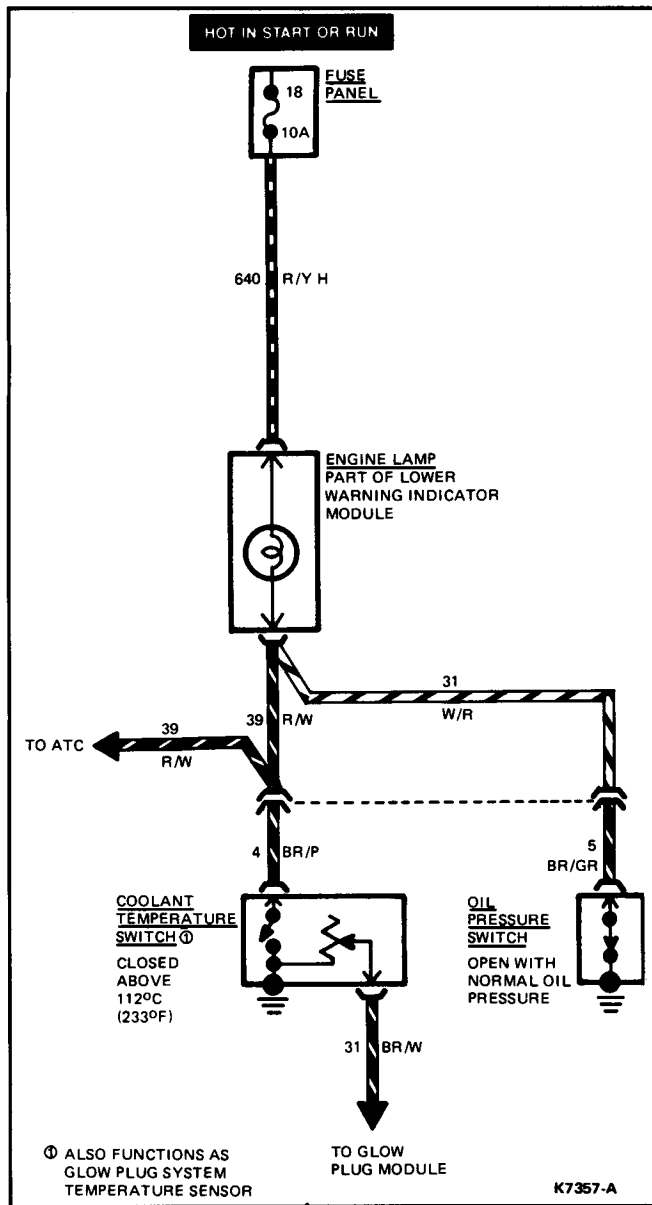 HOT IN START OR RUN
FUSE
PANEL
18
10A
640 R/Y H
ENGINE LAMP
PART OF LOWER
WARNING INDICATOR
MODULE
31
W/R
39 R/W
39
TO ATC
R/W
4 BR/P
5
BR/GR
COOLANT
TEMPERATURE
SWITCH ①
CLOSED
ABOVE
112°C
(233°F)
OIL
PRESSURE
SWITCH
OPEN WITH
NORMAL OIL
PRESSURE
31 BR/W
TO GLOW
PLUG MODULE
① ALSO FUNCTIONS AS
GLOW PLUG SYSTEM
TEMPERATURE SENSOR
K7357-A